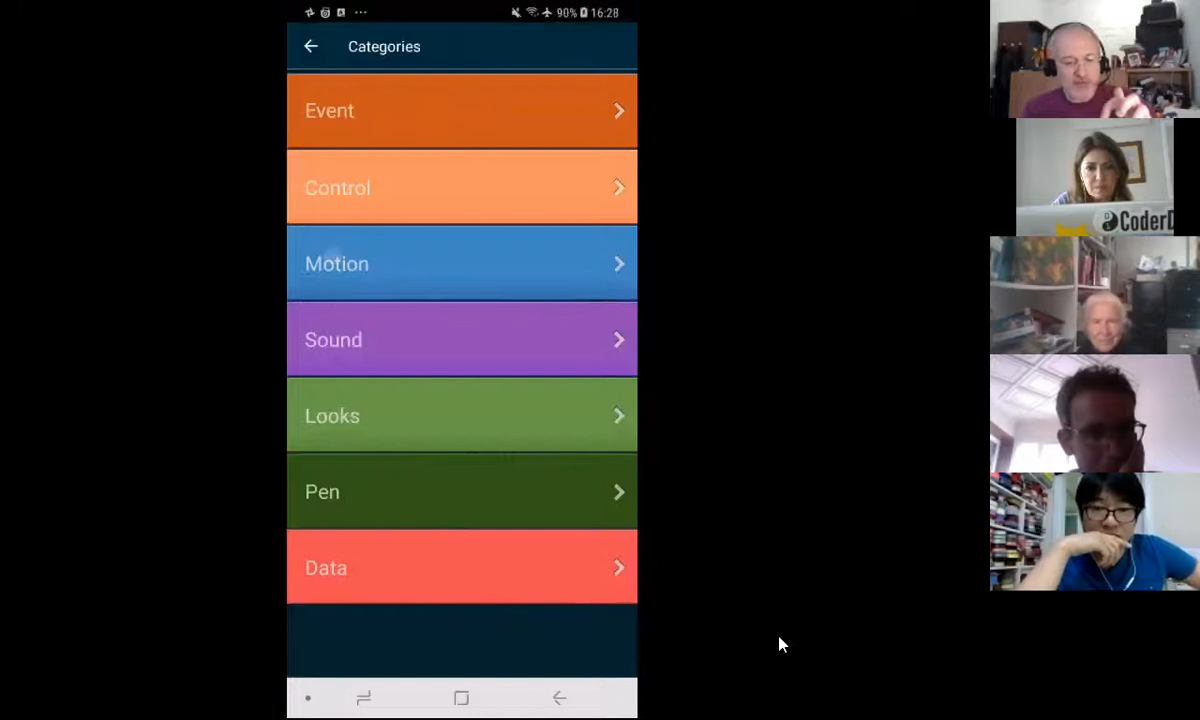 90% 16:28
Categories
Event
Control
Motion
Sound
Looks
Pen
Data
CoderD